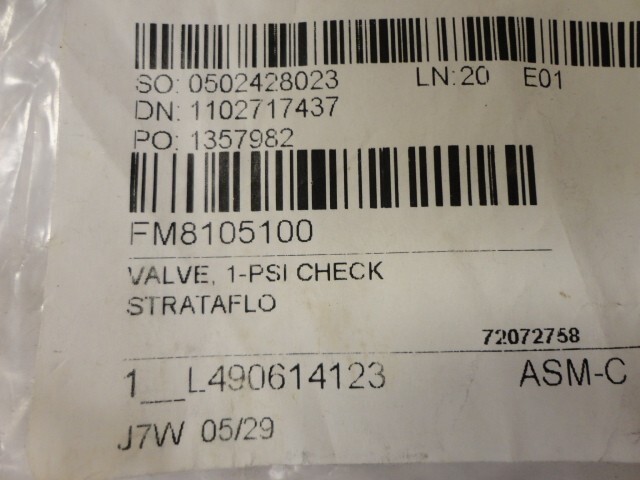 SO: 0502428023 LN: 20 E01
DN: 1102717437
PO: 1357982
FM8105100
VALVE, 1-PSI CHECK
STRATAFLO
72072758
1__L490614123 ASM-C
J7W 05/29